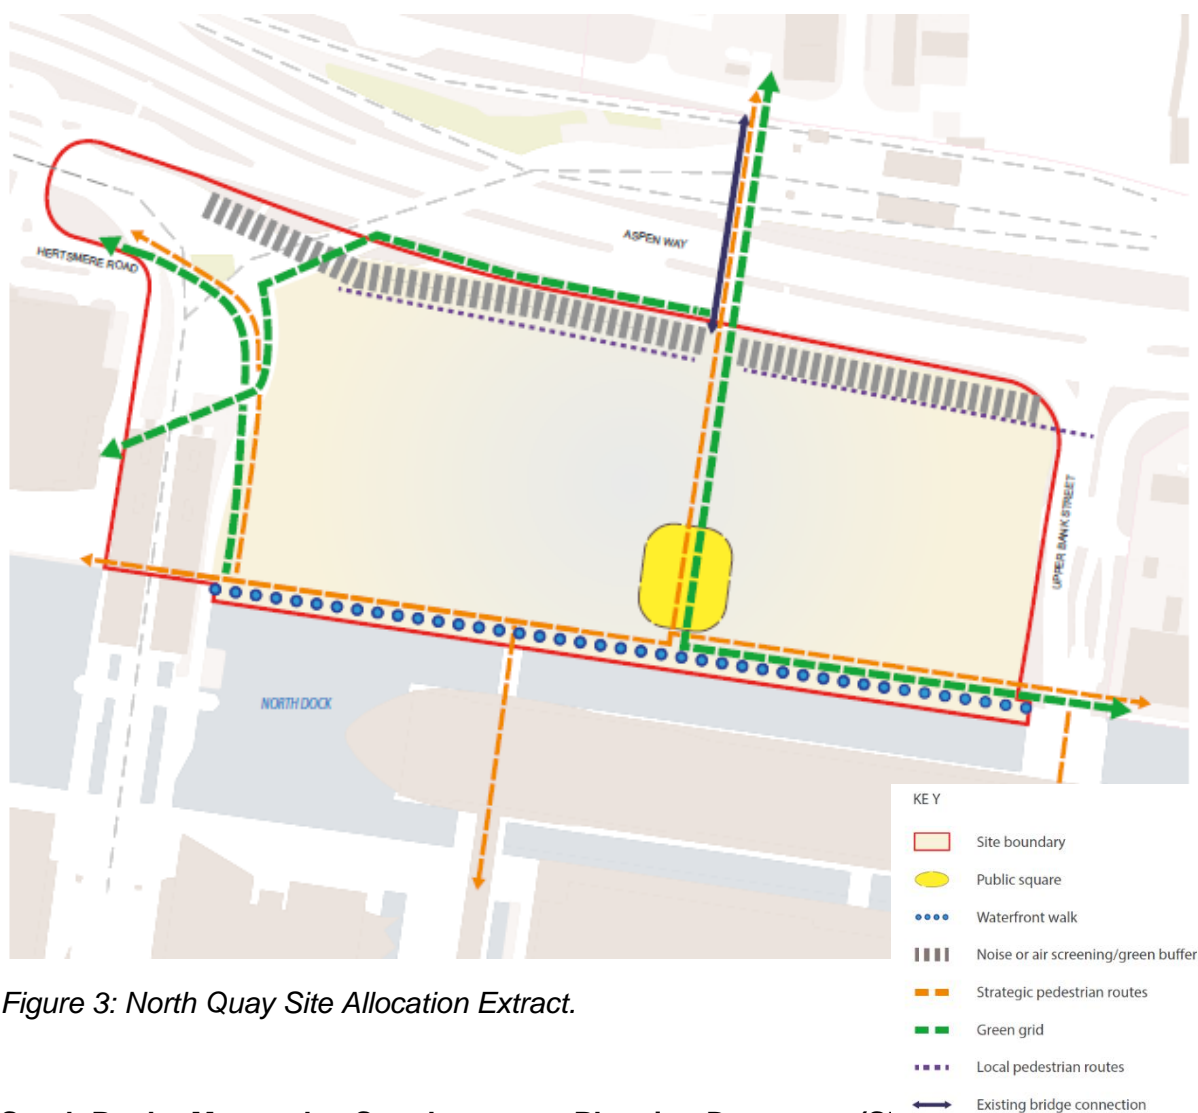 ASPEN WAY
HERTSMERE ROAD
UPPER BANK STREET
NORTH DOCK
KEY
Site boundary
Public square
Waterfront walk
Noise or air screening/green buffer
Strategic pedestrian routes
Green grid
Local pedestrian routes
Existing bridge connection
Figure 3: North Quay Site Allocation Extract.